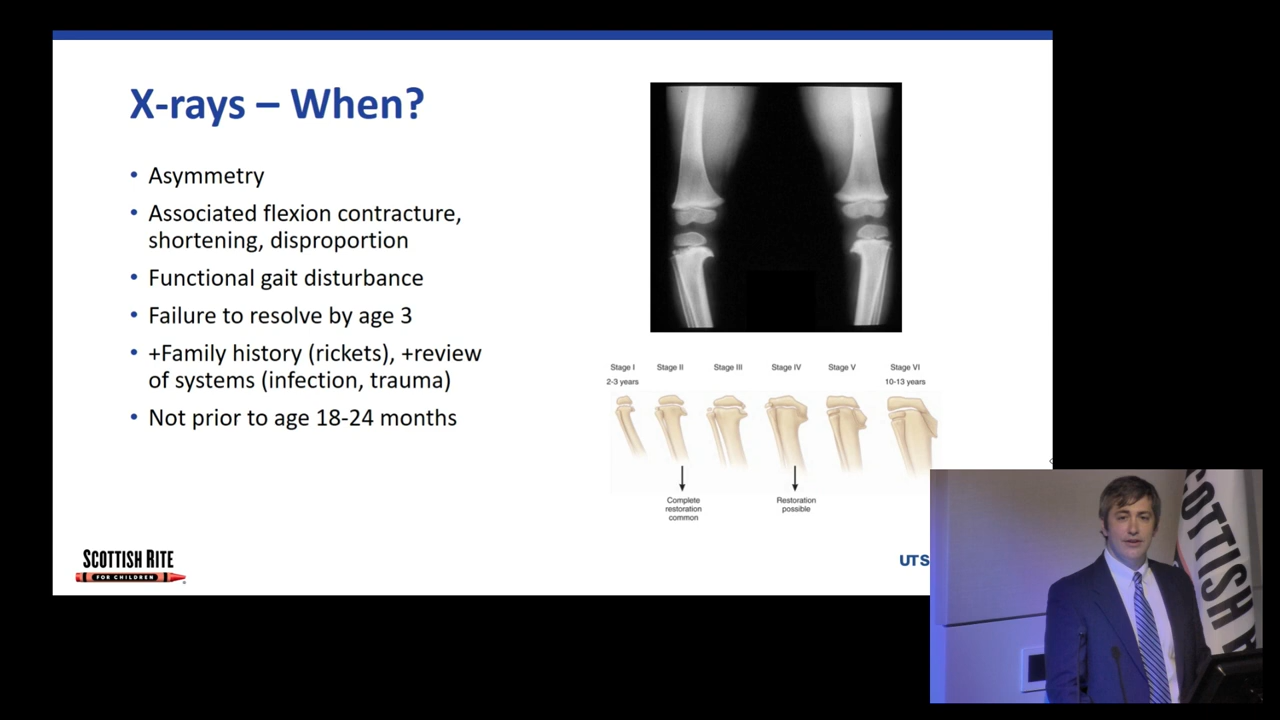 X-rays – When?
• Asymmetry
• Associated flexion contracture,
shortening, disproportion
• Functional gait disturbance
• Failure to resolve by age 3
• +Family history (rickets), +review
of systems (infection, trauma)
• Not prior to age 18-24 months
Stage I Stage II Stage III Stage IV Stage V Stage VI
2-3 years 10-13 years
Complete
restoration
common
Restoration
possible
SCOTTISH RITE
FOR CHILDREN
UTS
COTTISH R